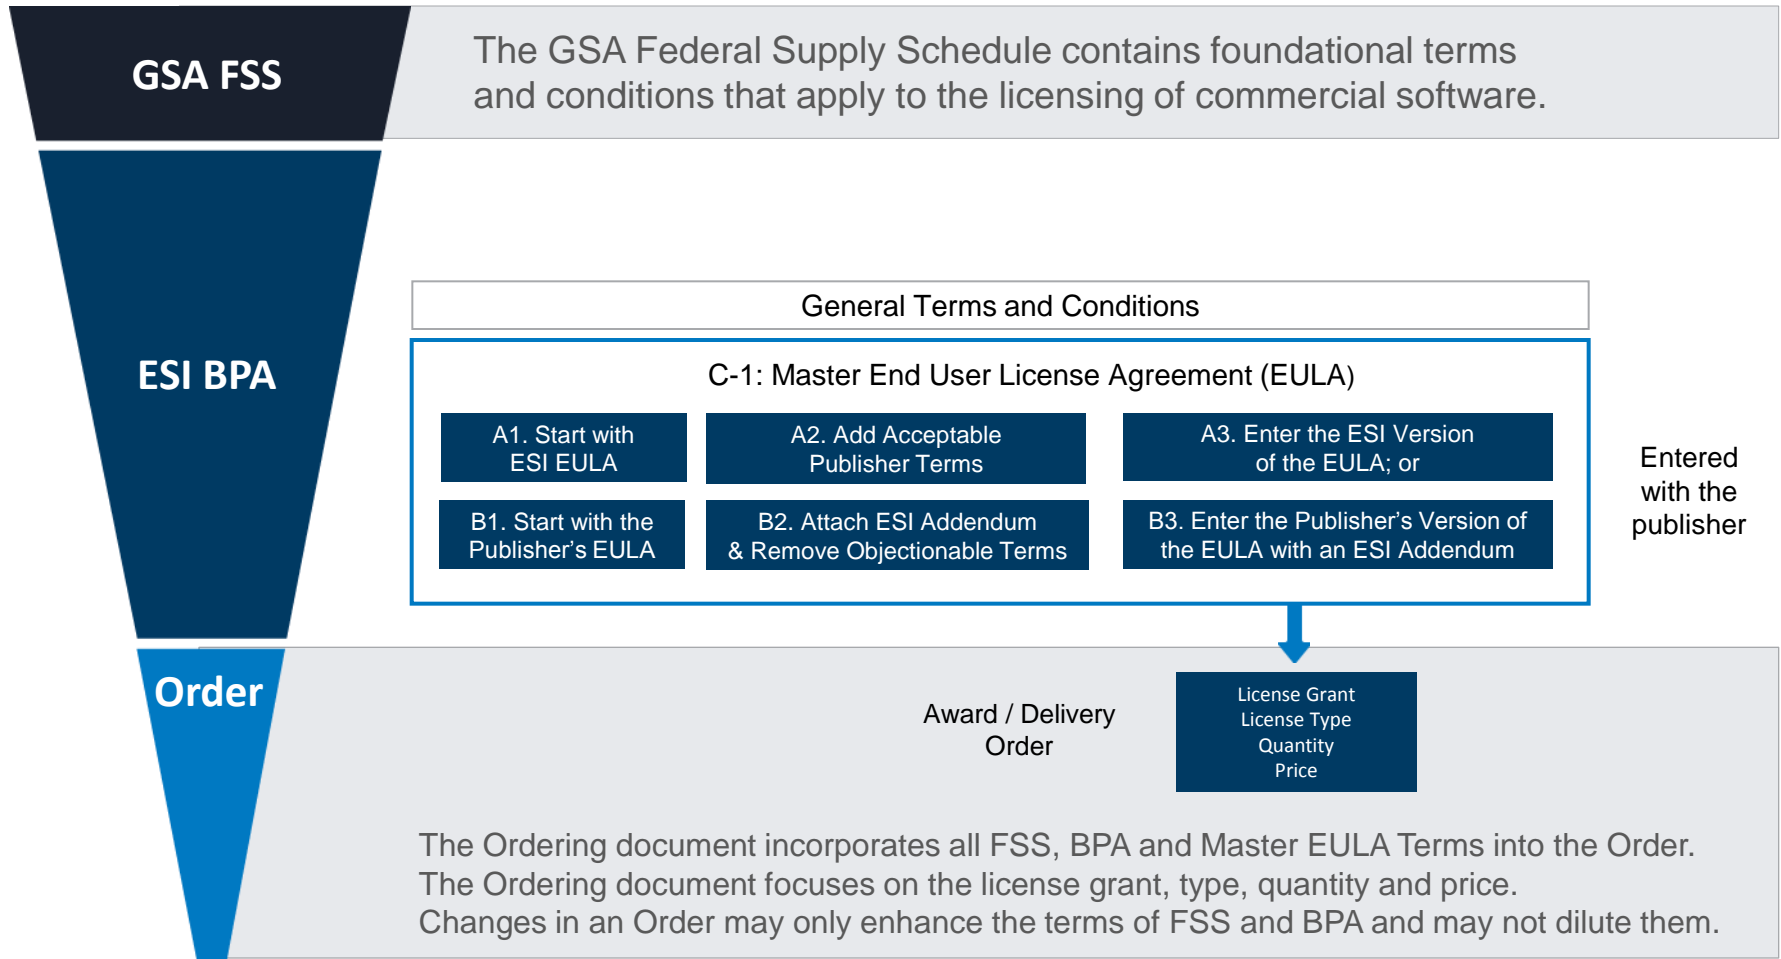 GSA FSS
The GSA Federal Supply Schedule contains foundational terms
and conditions that apply to the licensing of commercial software.
ESI BPA
General Terms and Conditions
C-1: Master End User License Agreement (EULA)
A1. Start with
ESI EULA
A2. Add Acceptable
Publisher Terms
A3. Enter the ESI Version
of the EULA; or
B1. Start with the
Publisher's EULA
B2. Attach ESI Addendum
& Remove Objectionable Terms
B3. Enter the Publisher's Version of
the EULA with an ESI Addendum
Entered
with the
publisher
Order
Award / Delivery
Order
License Grant
License Type
Quantity
Price
The Ordering document incorporates all FSS, BPA and Master EULA Terms into the Order.
The Ordering document focuses on the license grant, type, quantity and price.
Changes in an Order may only enhance the terms of FSS and BPA and may not dilute them.